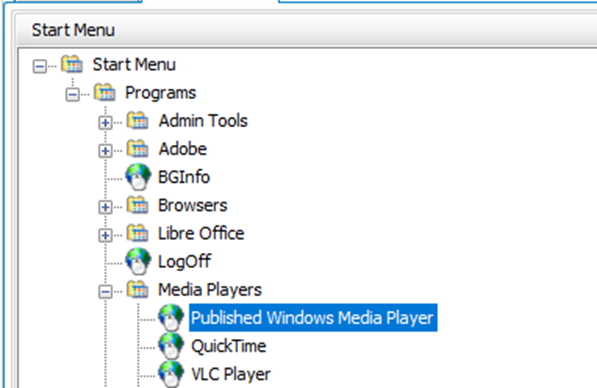 Start Menu
Start Menu
Programs
Admin Tools
Adobe
BGInfo
Browsers
Libre Office
LogOff
Media Players
Published Windows Media Player
QuickTime
VLC Player